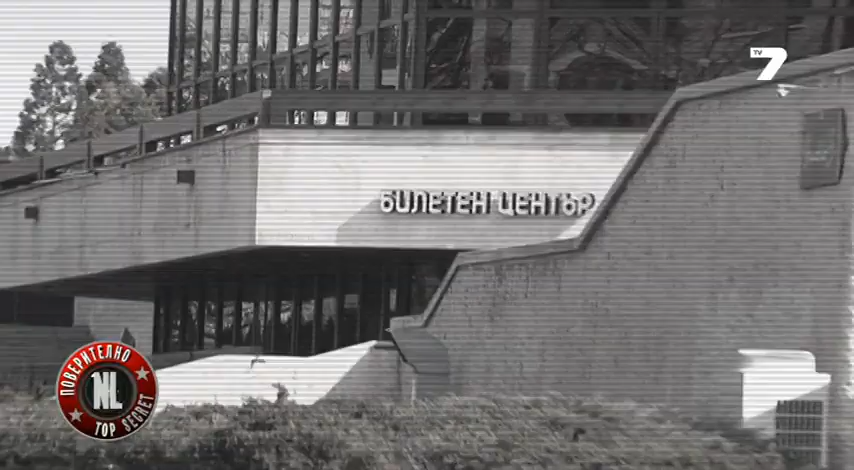 TV
7
билетен център
ПОВЕРИТЕЛНО
NL
TOP SECRET